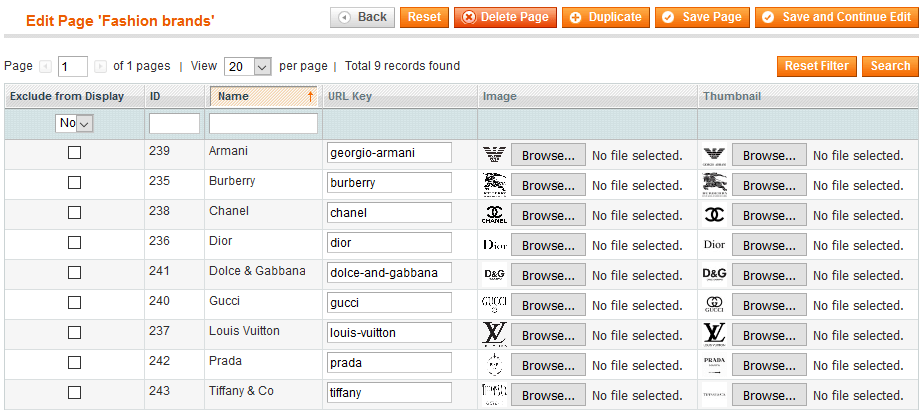 Edit Page 'Fashion brands' Back Reset Delete Page Duplicate Save Page Save and Continue Edit
Page 1 of 1 pages | View 20 per page | Total 9 records found Reset Filter Search
Exclude from Display ID Name URL Key Image Thumbnail
No
239 Armani georgio-armani Browse... No file selected. Browse... No file selected.
235 Burberry burberry Browse... No file selected. Browse... No file selected.
238 Chanel chanel CHANEL Browse... No file selected. Browse... No file selected.
236 Dior dior Dior Browse... No file selected. Dior Browse... No file selected.
241 Dolce & Gabbana dolce-and-gabbana D&G Browse... No file selected. D&G Browse... No file selected.
240 Gucci gucci GUCCI Browse... No file selected. GUCCI Browse... No file selected.
237 Louis Vuitton louis-vuitton Browse... No file selected. Browse... No file selected.
242 Prada prada Browse... No file selected. PRADA Browse... No file selected.
243 Tiffany & Co tiffany Browse... No file selected. Browse... No file selected.